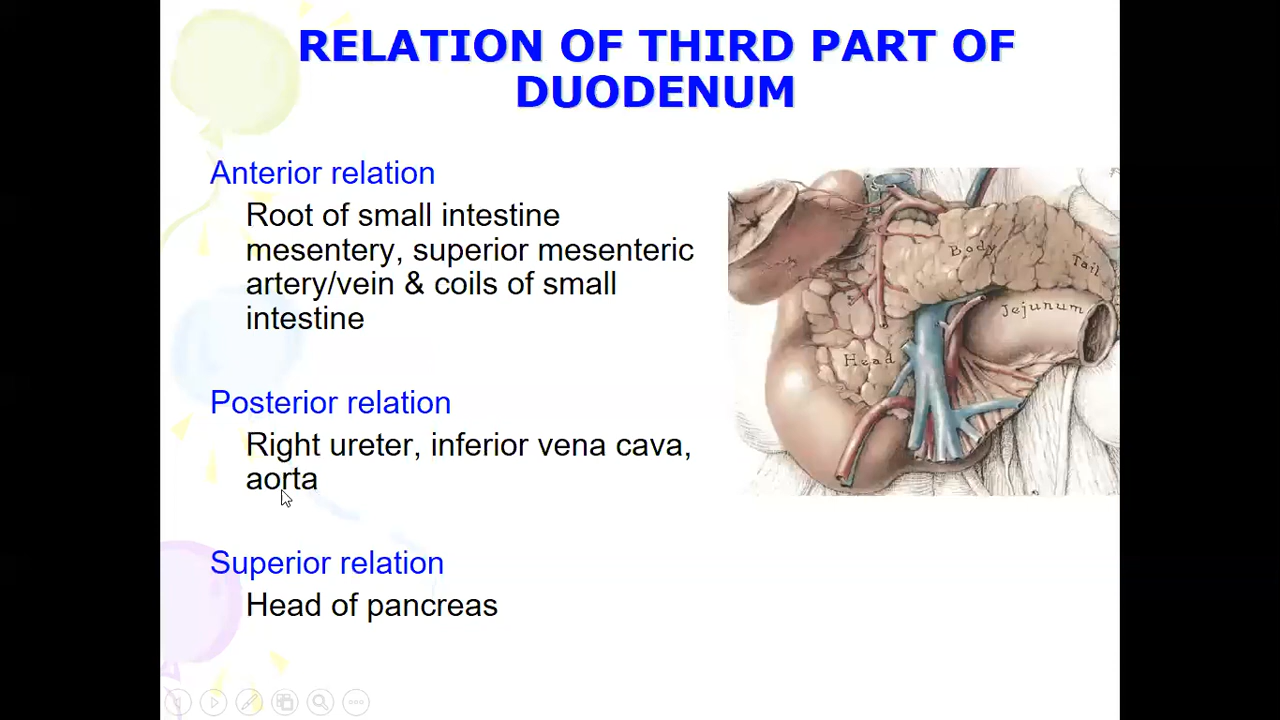 RELATION OF THIRD PART OF
DUODENUM
Anterior relation
Root of small intestine
mesentery, superior mesenteric
artery/vein & coils of small
intestine
Posterior relation
Right ureter, inferior vena cava,
aorta
Superior relation
Head of pancreas
Body
Tail
Jejunum
Head